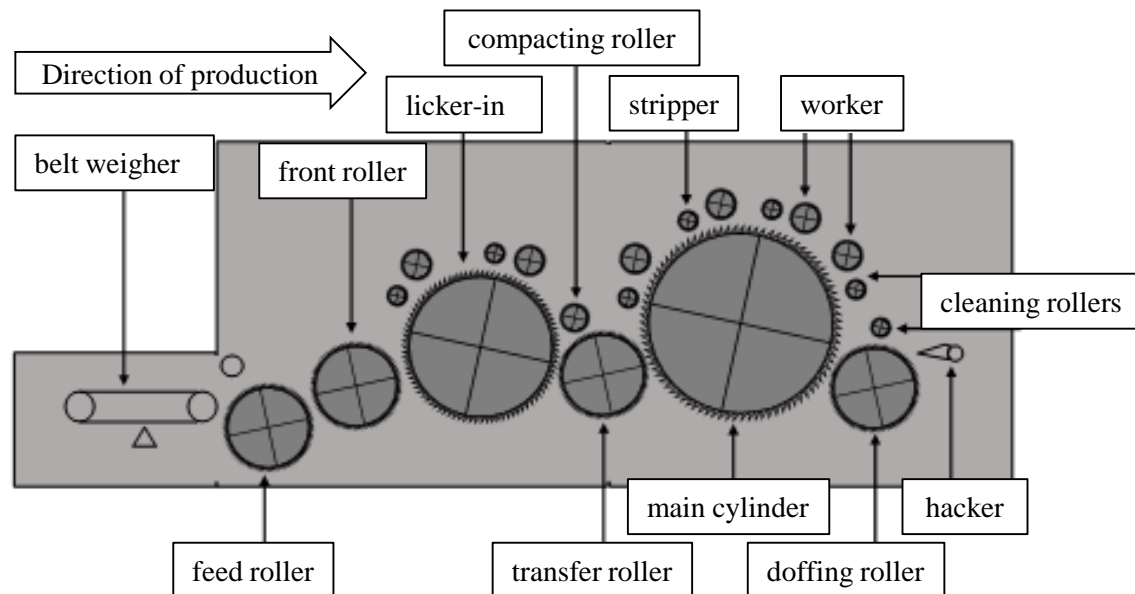 compacting roller
Direction of production
licker-in
stripper
worker
belt weigher
front roller
cleaning rollers
main cylinder
hacker
feed roller
transfer roller
doffing roller